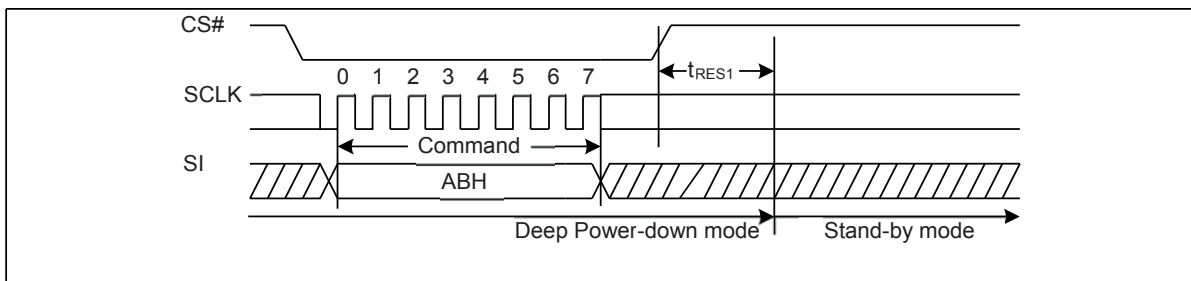 CS#
tRES1
0 1 2 3 4 5 6 7
SCLK
Command
SI
ABH
Deep Power-down mode Stand-by mode